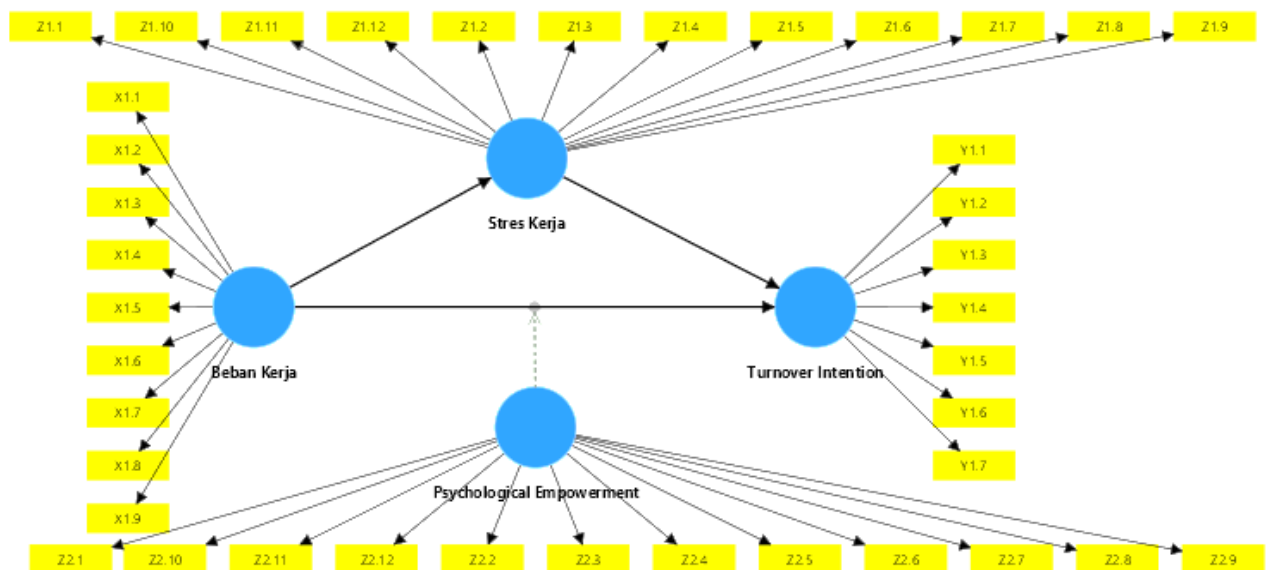 Z1.1 Z1.10 Z1.11 Z1.12 Z1.2 Z1.3 Z1.4 Z1.5 Z1.6 Z1.7 Z1.8 Z1.9
X1.1
X1.2
X1.3
X1.4
X1.5
X1.6
X1.7
X1.8
X1.9
Stres Kerja
Beban Kerja
Turnover Intention
Psychological Empowerment
Y1.1
Y1.2
Y1.3
Y1.4
Y1.5
Y1.6
Y1.7
Z2.1 Z2.10 Z2.11 Z2.12 Z2.2 Z2.3 Z2.4 Z2.5 Z2.6 Z2.7 Z2.8 Z2.9